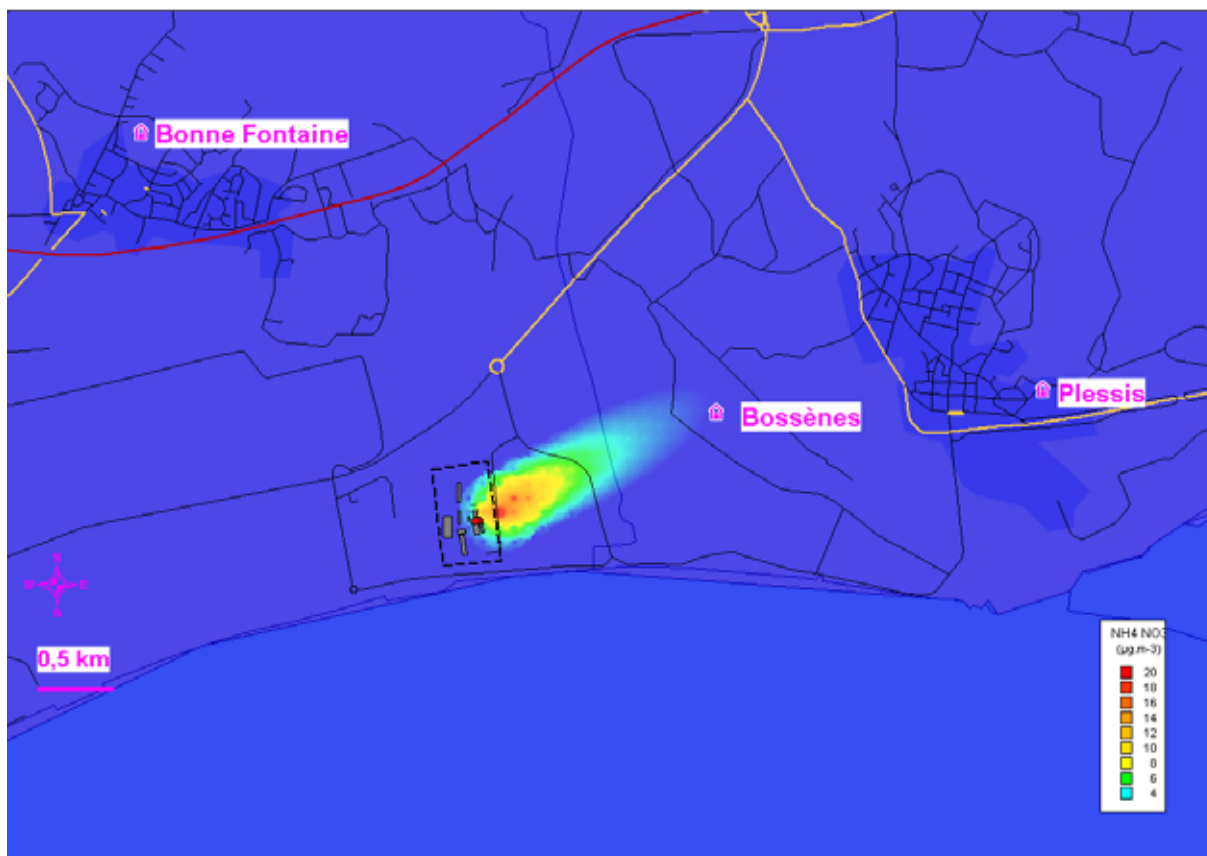 Bonne Fontaine
Plessis
Bossènes
N
W E
S
0,5 km
NH4 NO3
(µg.m-3)
20
18
16
14
12
10
8
6
4